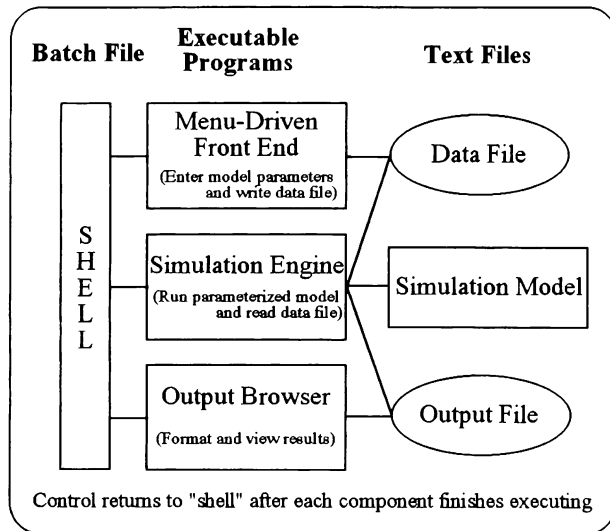 Batch File
Executable
Programs
Text Files
SHELL
Menu-Driven
Front End
(Enter model parameters
and write data file)
Data File
Simulation Engine
(Run parameterized model
and read data file)
Simulation Model
Output Browser
(Format and view results)
Output File
Control returns to "shell" after each component finishes executing